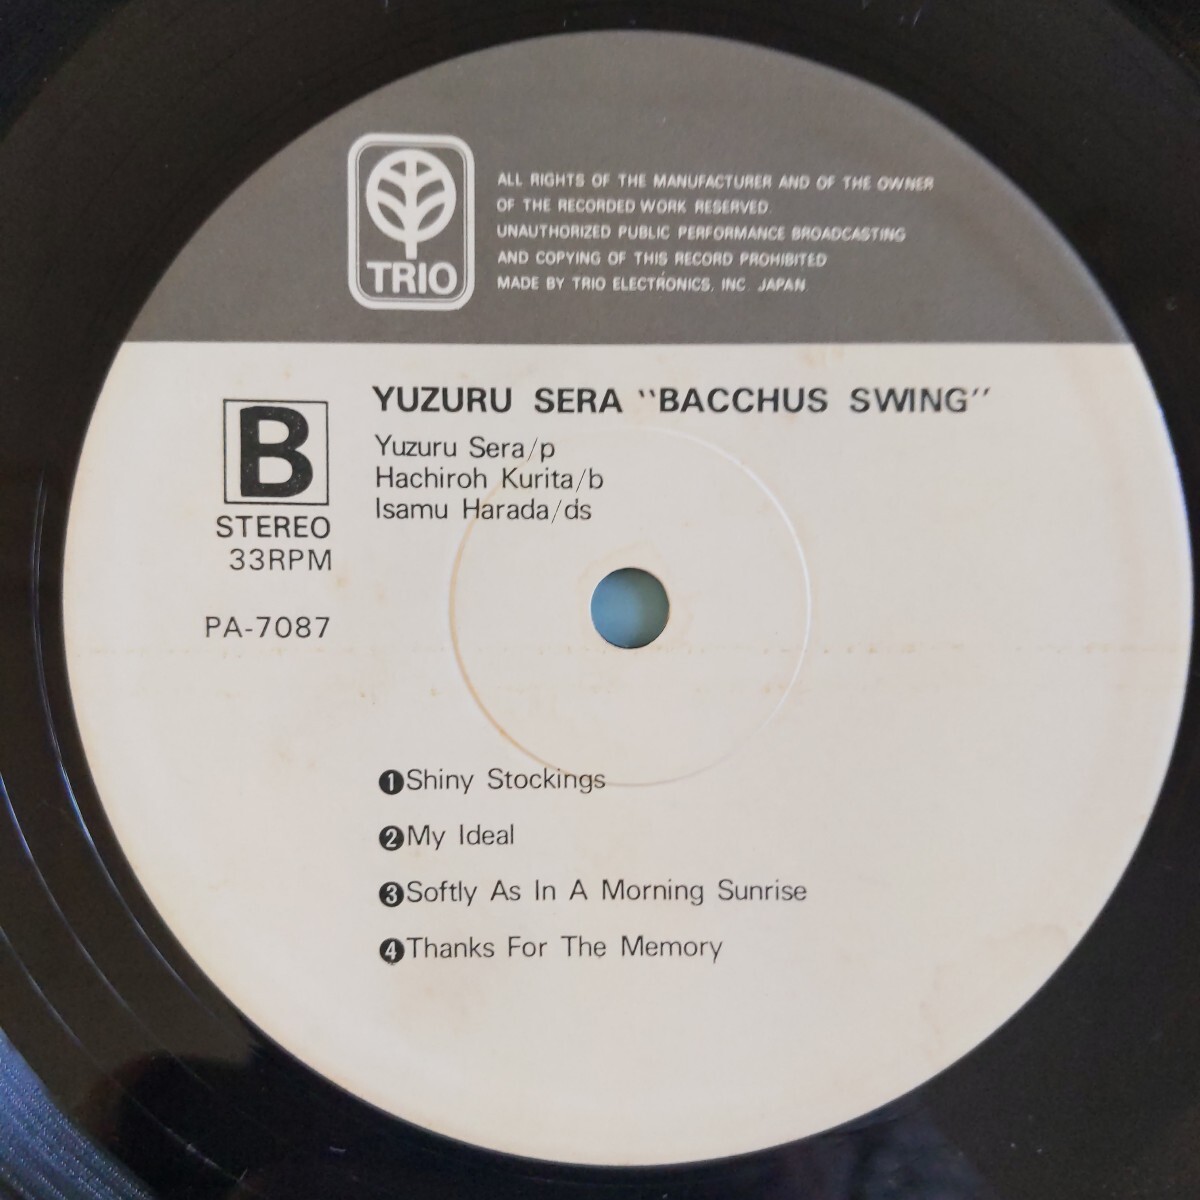 TRIO
ALL RIGHTS OF THE MANUFACTURER AND OF THE OWNER
OF THE RECORDED WORK RESERVED.
UNAUTHORIZED PUBLIC PERFORMANCE BROADCASTING
AND COPYING OF THIS RECORD PROHIBITED
MADE BY TRIO ELECTRONICS, INC. JAPAN
B
STEREO
33RPM
PA-7087
YUZURU SERA "BACCHUS SWING"
Yuzuru Sera/p
Hachiroh Kurita/b
Isamu Harada/ds
❶Shiny Stockings
❷My Ideal
❸Softly As In A Morning Sunrise
❹Thanks For The Memory